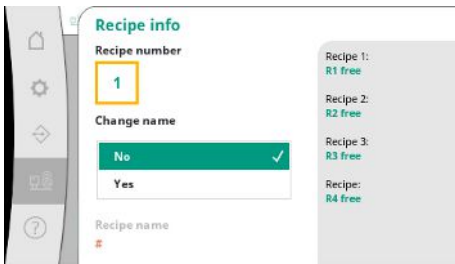 Recipe info
Recipe number
1
Change name
No
Yes
Recipe name
#
Recipe 1:
R1 free
Recipe 2:
R2 free
Recipe 3:
R3 free
Recipe:
R4 free
?